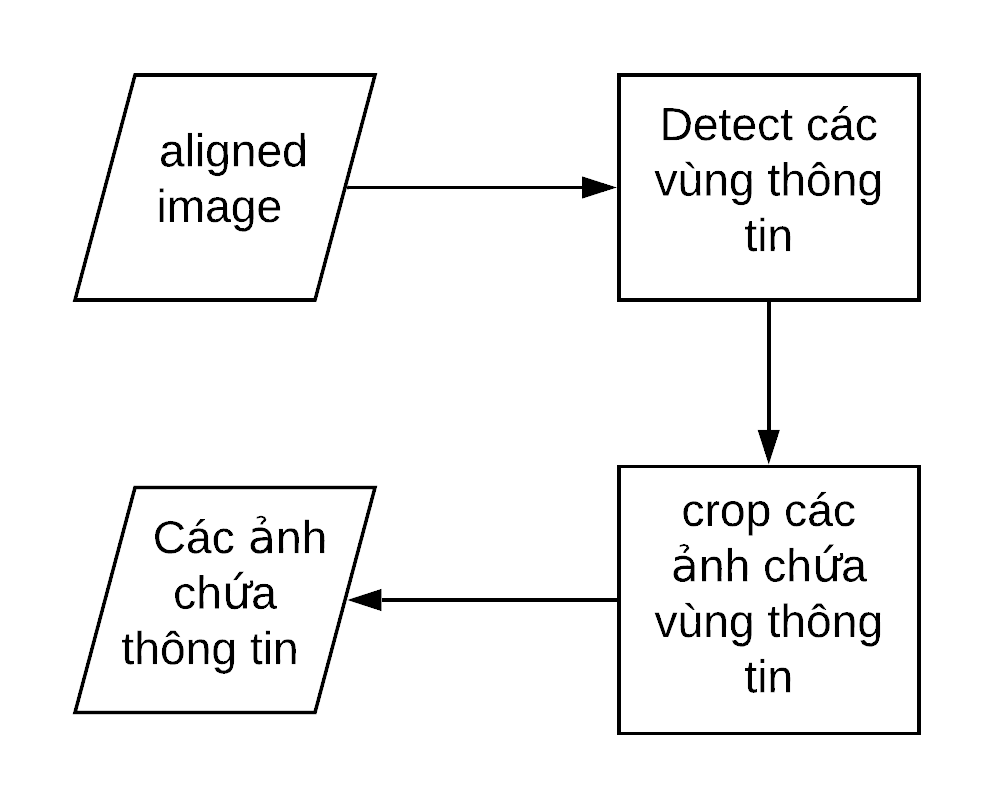 aligned
image
Detect các
vùng thông
tin
crop các
ảnh chứa
vùng thông
tin
Các ảnh
chứa
thông tin